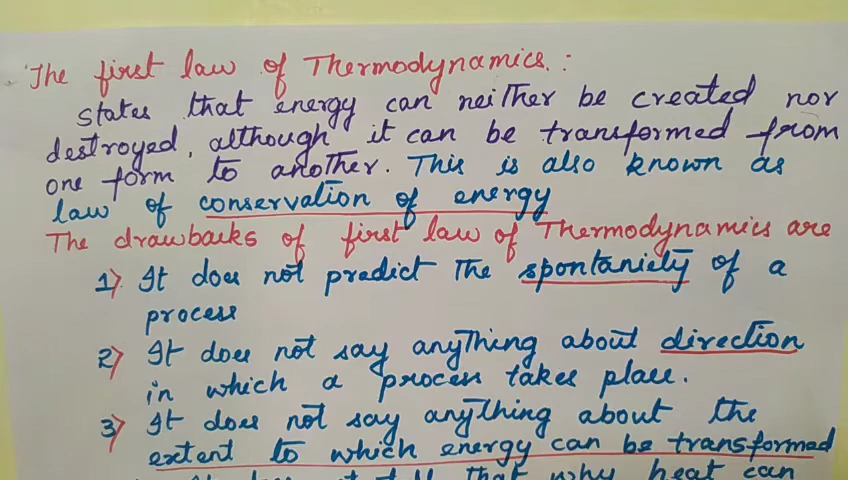 The first law of Thermodynamics.:
States that energy can neither be created nor
destroyed, although it can be transformed from
one form to another. This is also known as
law of conservation of energy
The drawbacks of first law of Thermodynamics are
1) It does not predict the spontaniety of a
process
2) It does not say anything about direction
in which a process takes place.
3) It does not say anything about the
extent to which energy can be transformed
that why heat can